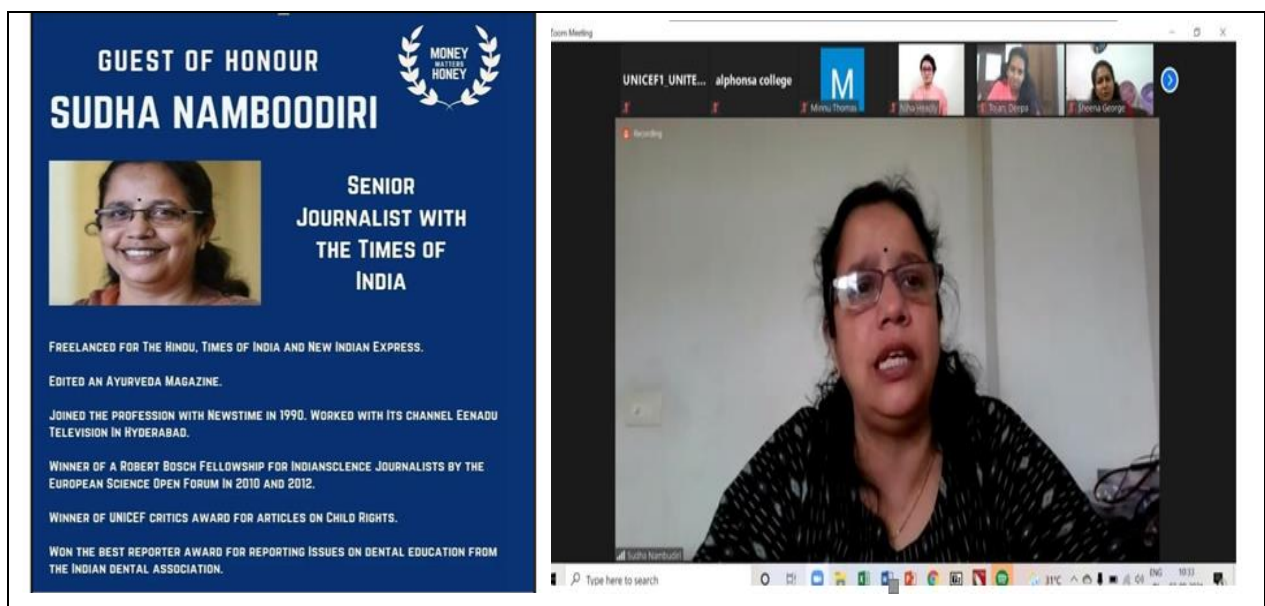 GUEST OF HONOUR
SUDHA NAMBOODIRI
MONEY
MATTERS
HONEY
SENIOR
JOURNALIST WITH
THE TIMES OF
INDIA
FREELANCED FOR THE HINDU, TIMES OF INDIA AND NEW INDIAN EXPRESS.
EDITED AN AYURVEDA MAGAZINE.
JOINED THE PROFESSION WITH NEWSTIME IN 1990. WORKED WITH ITS CHANNEL EENADU
TELEVISION IN HYDERABAD.
WINNER OF A ROBERT BOSCH FELLOWSHIP FOR INDIANSCLENCE JOURNALISTS BY THE
EUROPEAN SCIENCE OPEN FORUM IN 2010 AND 2012.
WINNER OF UNICEF CRITICS AWARD FOR ARTICLES ON CHILD RIGHTS.
WON THE BEST REPORTER AWARD FOR REPORTING ISSUES ON DENTAL EDUCATION FROM
THE INDIAN DENTAL ASSOCIATION.
Zoom Meeting
UNICEF1_UNITE...
alphonsa college
M
Minnu Thomas
Deepa
Sheena George
Recording
Sudha Nambudiri
Type here to search
31°C
ENG
10:33